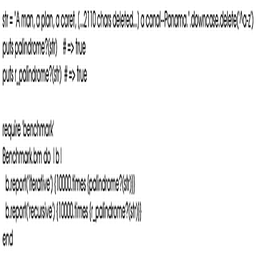 str = "A man, a plan, a caret, [...2110 chars deleted...] a canal--Panama.".downcase.delete('^a-z')
puts palindrome?(str)    # => true
puts r_palindrome?(str)  # => true
require 'benchmark'
Benchmark.bm do |b|
  b.report('iterative') {10000.times {palindrome?(str)}}
  b.report('recursive') {10000.times {r_palindrome?(str)}}
end